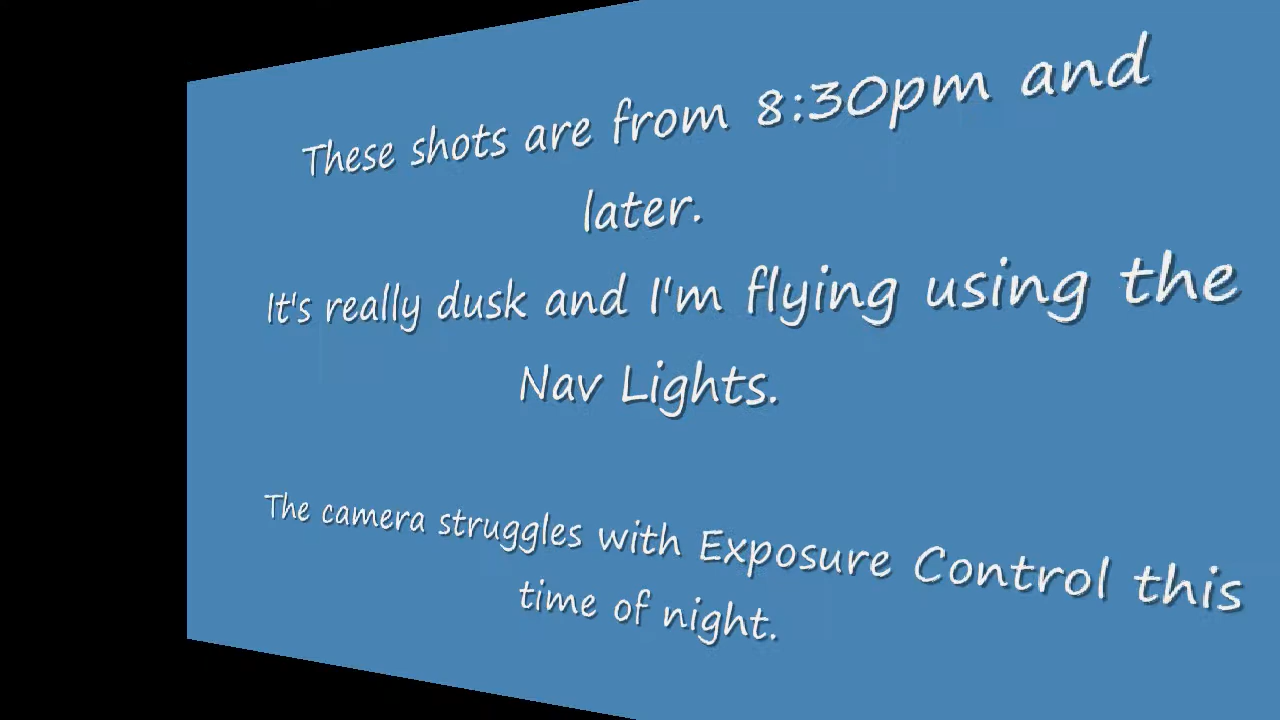 These shots are from 8:30pm and
later.
It's really dusk and I'm flying using the
Nav Lights.
The camera struggles with Exposure Control this
time of night.